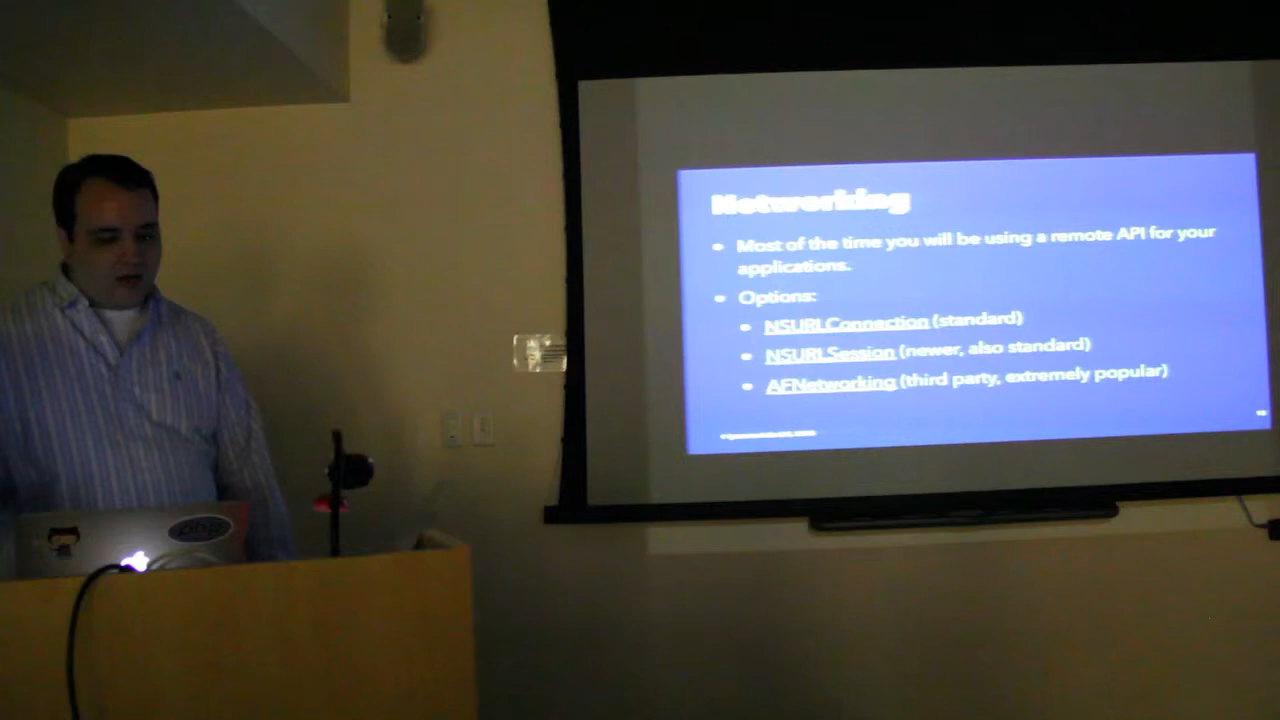 Networking
Most of the time you will be using a remote API for your
applications.
Options:
NSURLConnection (standard)
NSURLSession (newer, also standard)
AFNetworking (third party, extremely popular)
php